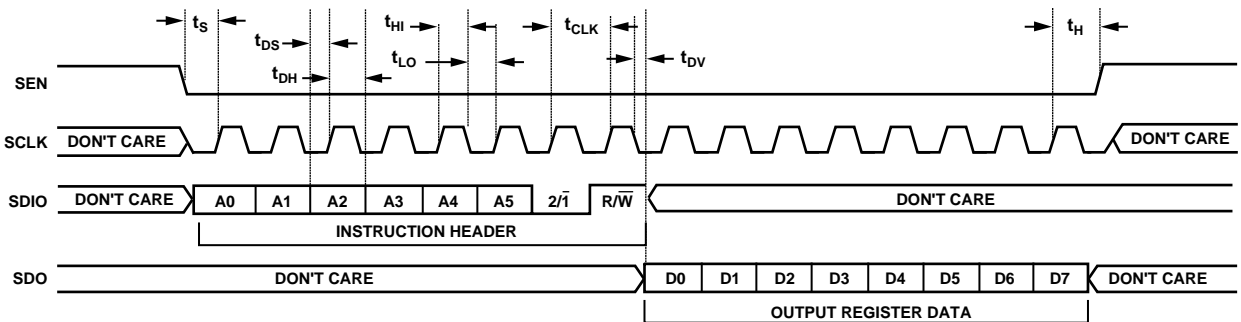 tS
tDS
tDH
tHI
tLO
tCLK
tDV
tH
SEN
SCLK DON'T CARE DON'T CARE
SDIO DON'T CARE A0 A1 A2 A3 A4 A5 2/1̅ R/W̅ DON'T CARE
INSTRUCTION HEADER
SDO DON'T CARE D0 D1 D2 D3 D4 D5 D6 D7 DON'T CARE
OUTPUT REGISTER DATA